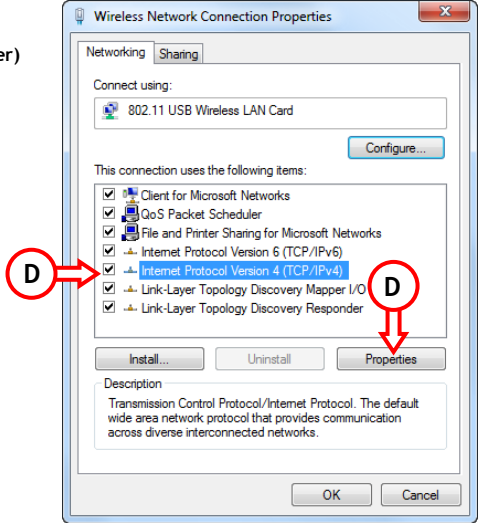 Wireless Network Connection Properties
er)
Networking Sharing
Connect using:
802.11 USB Wireless LAN Card
Configure...
This connection uses the following items:
Client for Microsoft Networks
QoS Packet Scheduler
File and Printer Sharing for Microsoft Networks
Internet Protocol Version 6 (TCP/IPv6)
D Internet Protocol Version 4 (TCP/IPv4)
Link-Layer Topology Discovery Mapper I/O D
Link-Layer Topology Discovery Responder
Install... Uninstall Properties
Description
Transmission Control Protocol/Internet Protocol. The default
wide area network protocol that provides communication
across diverse interconnected networks.
OK Cancel